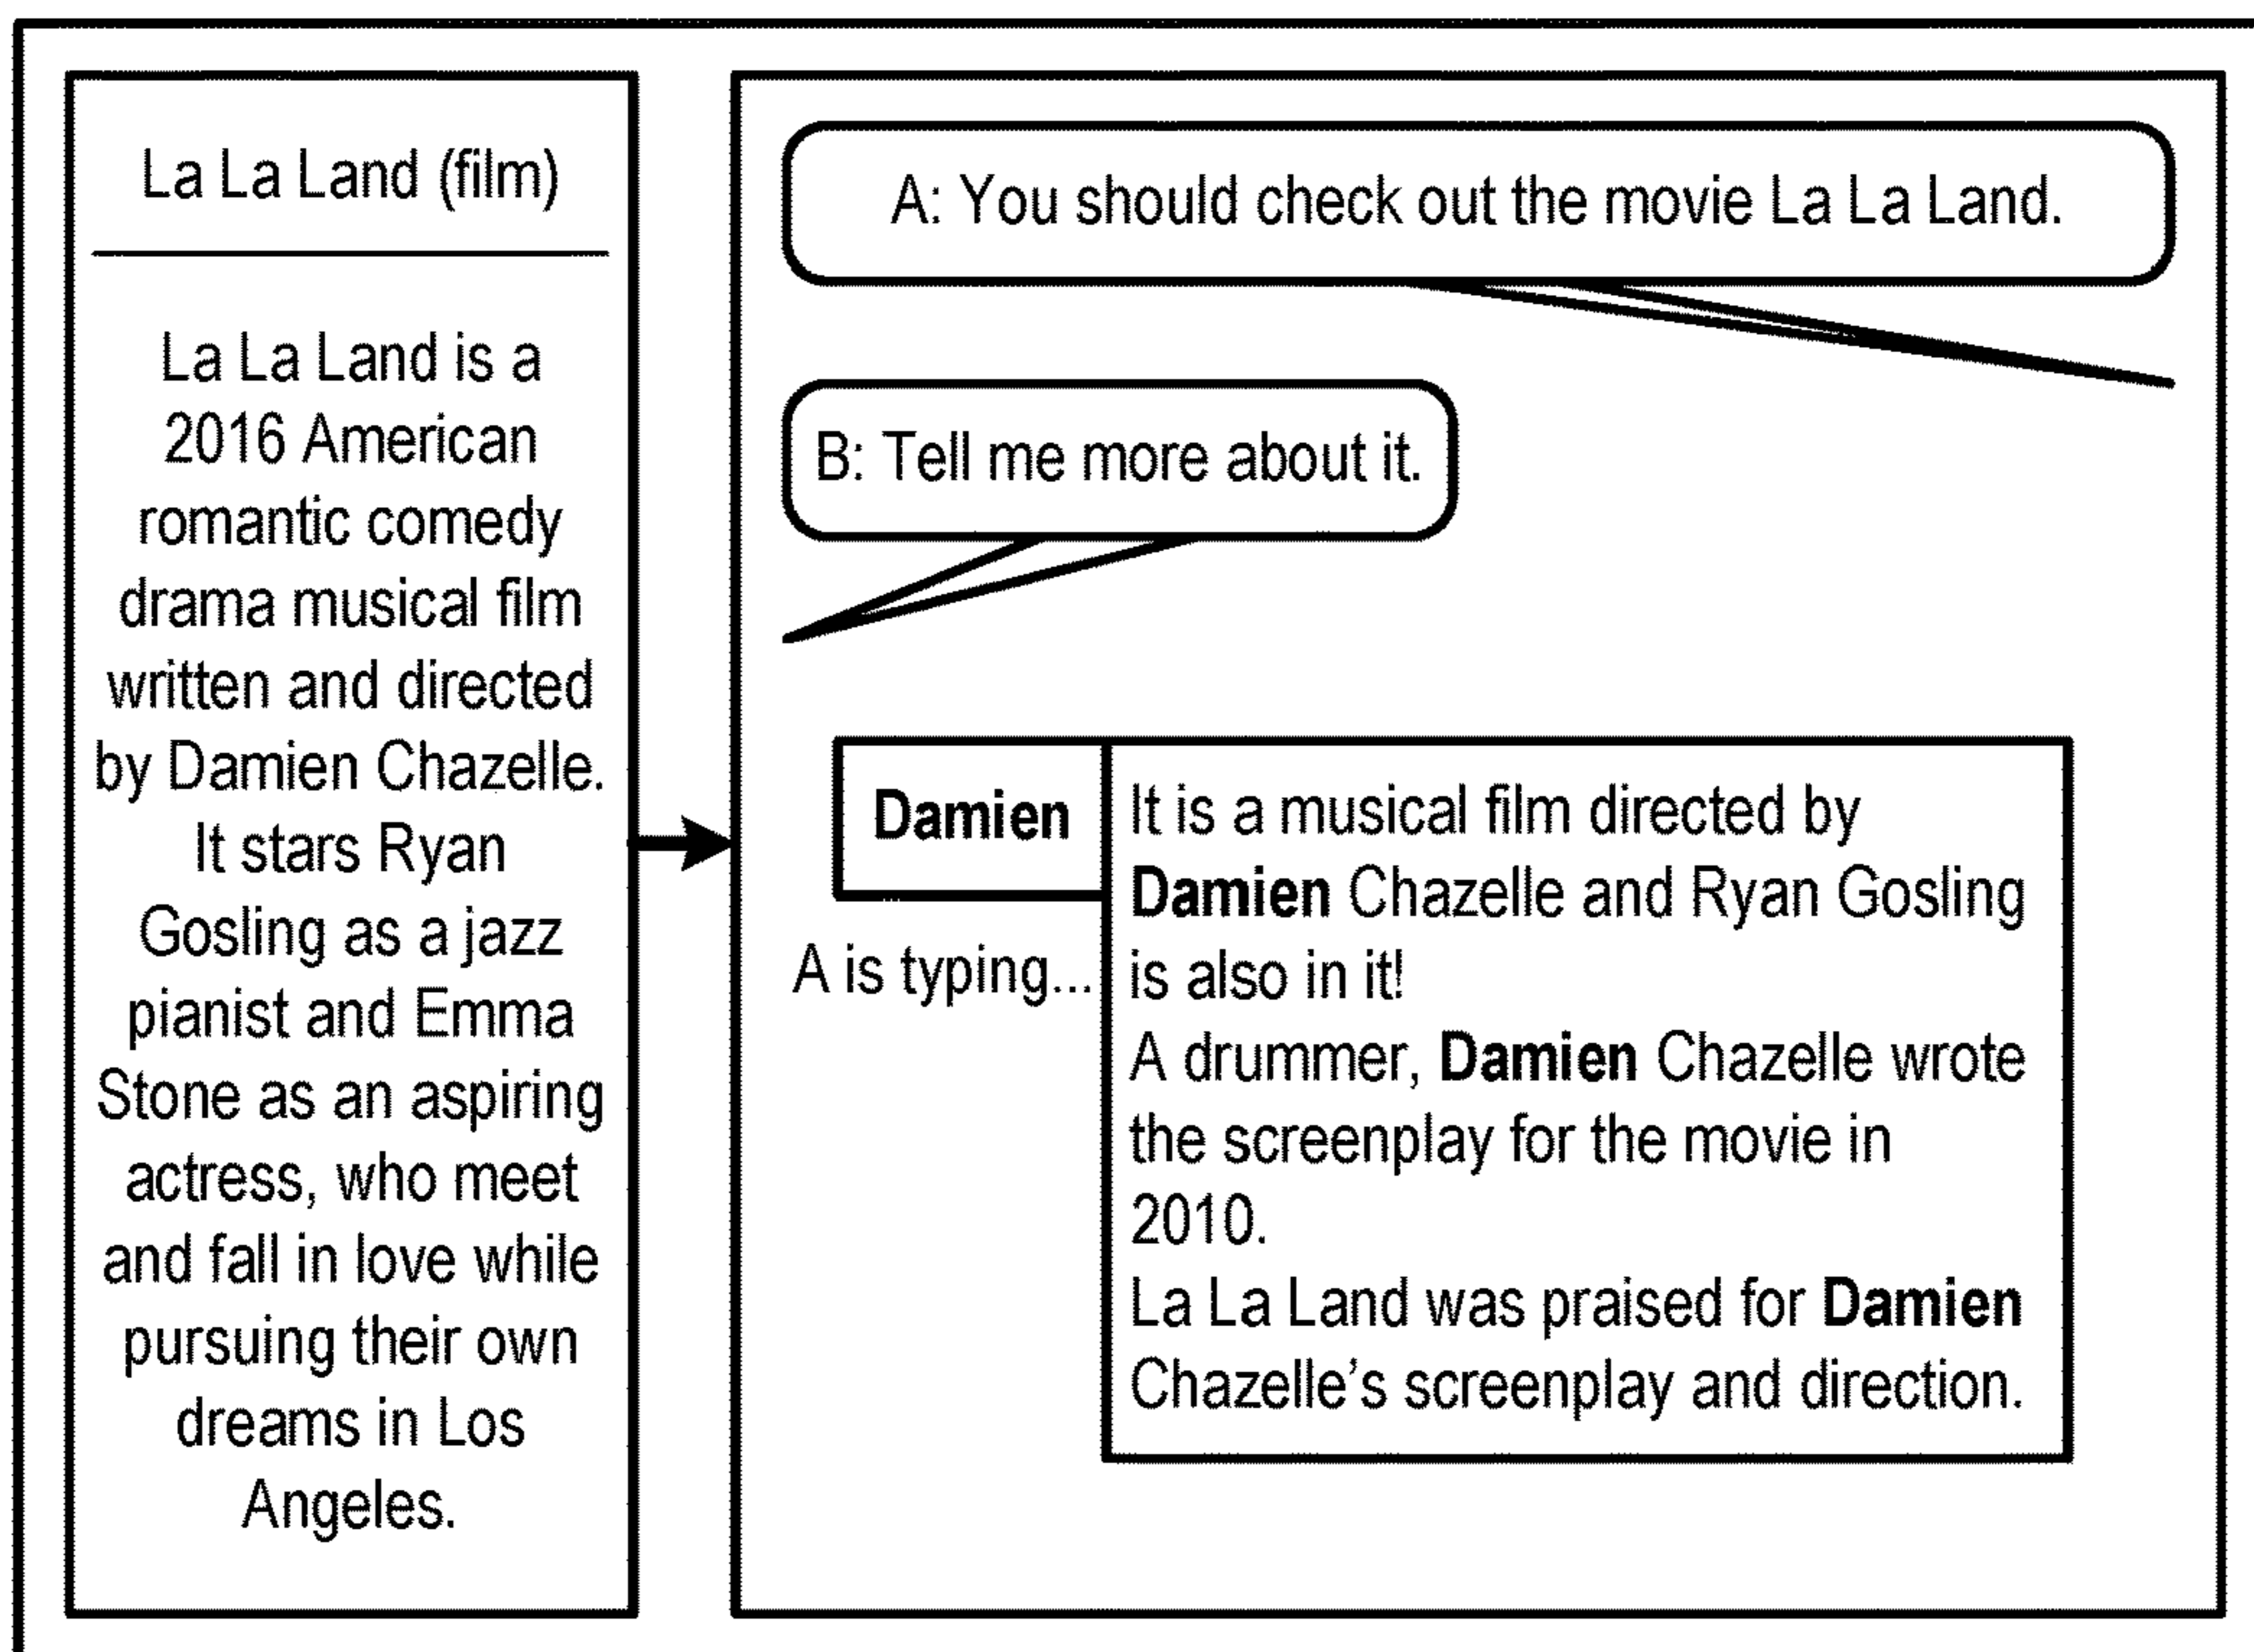 La La Land (film)
La La Land is a
2016 American
romantic comedy
drama musical film
written and directed
by Damien Chazelle.
It stars Ryan
Gosling as a jazz
pianist and Emma
Stone as an aspiring
actress, who meet
and fall in love while
pursuing their own
dreams in Los
Angeles.
A: You should check out the movie La La Land.
B: Tell me more about it.
Damien
A is typing...
It is a musical film directed by
Damien Chazelle and Ryan Gosling
is also in it!
A drummer, Damien Chazelle wrote
the screenplay for the movie in
2010.
La La Land was praised for Damien
Chazelle's screenplay and direction.